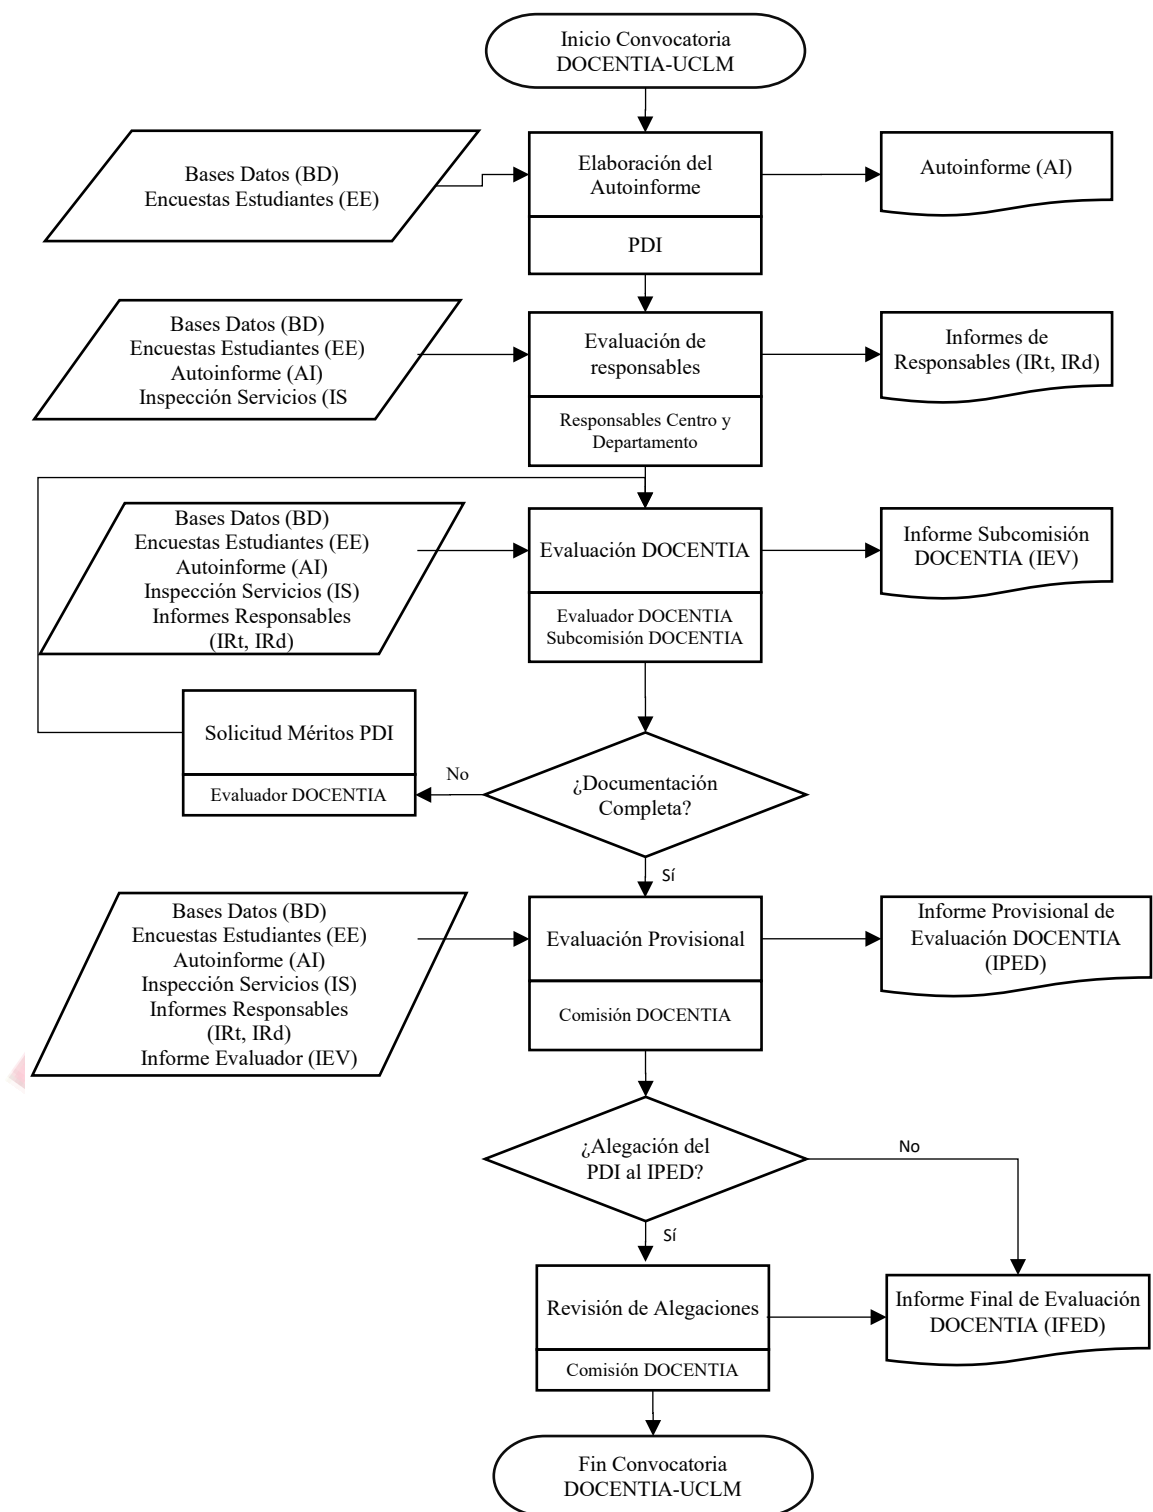 Inicio Convocatoria
DOCENTIA-UCLM
Bases Datos (BD)
Encuestas Estudiantes (EE)
Elaboración del
Autoinforme
PDI
Autoinforme (AI)
Bases Datos (BD)
Encuestas Estudiantes (EE)
Autoinforme (AI)
Inspección Servicios (IS
Evaluación de
responsables
Responsables Centro y
Departamento
Informes de
Responsables (IRt, IRd)
Bases Datos (BD)
Encuestas Estudiantes (EE)
Autoinforme (AI)
Inspección Servicios (IS)
Informes Responsables
(IRt, IRd)
Evaluación DOCENTIA
Evaluador DOCENTIA
Subcomisión DOCENTIA
Informe Subcomisión
DOCENTIA (IEV)
Solicitud Méritos PDI
Evaluador DOCENTIA
No
¿Documentación
Completa?
Sí
Bases Datos (BD)
Encuestas Estudiantes (EE)
Autoinforme (AI)
Inspección Servicios (IS)
Informes Responsables
(IRt, IRd)
Informe Evaluador (IEV)
Evaluación Provisional
Comisión DOCENTIA
Informe Provisional de
Evaluación DOCENTIA
(IPED)
¿Alegación del
PDI al IPED?
No
Sí
Revisión de Alegaciones
Comisión DOCENTIA
Informe Final de Evaluación
DOCENTIA (IFED)
Fin Convocatoria
DOCENTIA-UCLM